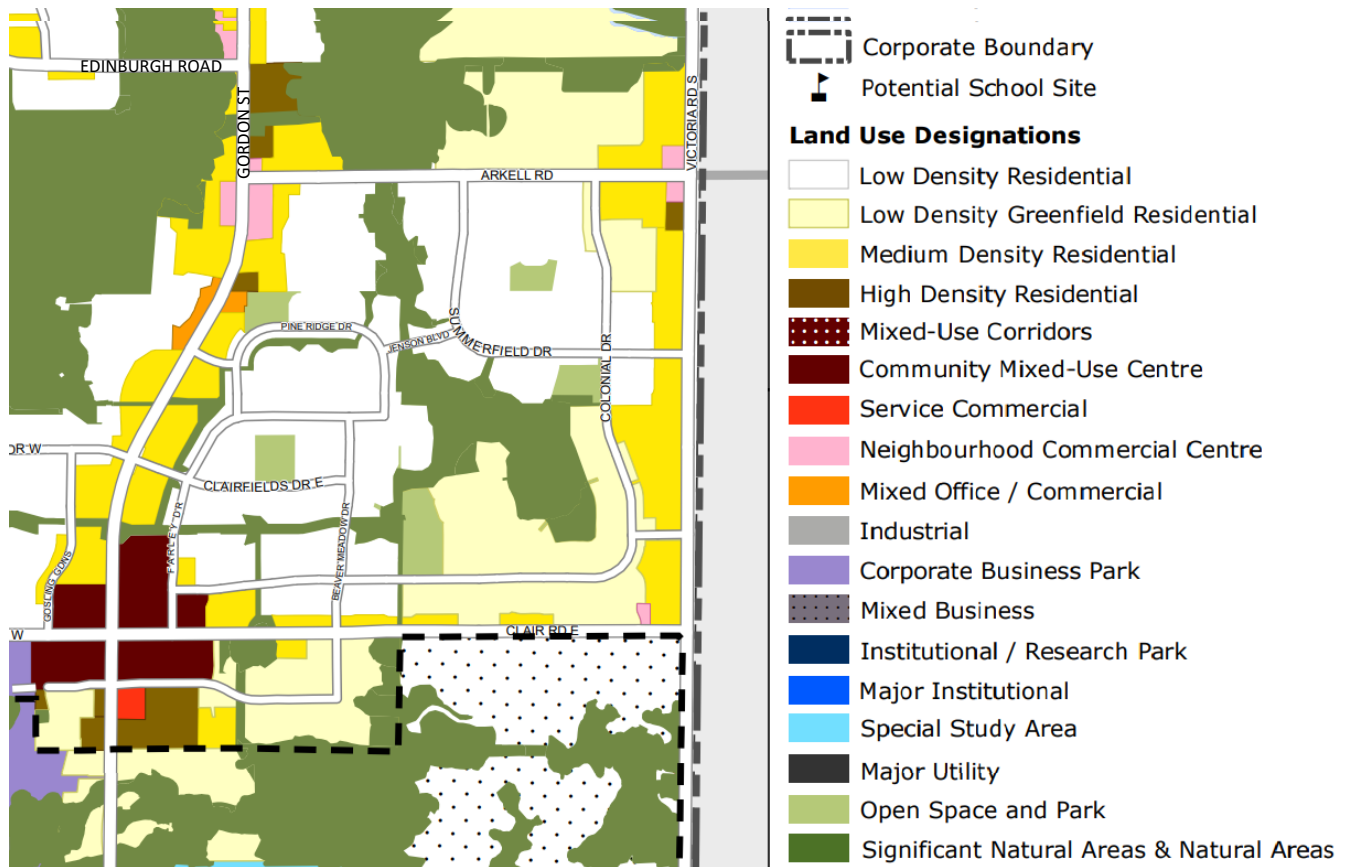 EDINBURGH ROAD
GORDON ST
VICTORIA RD S
ARKELL RD
PINE RIDGE DR
JENSON BLVD
SUMMERFIELD DR
COLONIAL DR
OR W
CLAIRFIELDS DR E
FARLEY DR
BEAVER MEADOW DR
GOSLING GDNS
W
CLAIR RD E
Corporate Boundary
Potential School Site
Land Use Designations
Low Density Residential
Low Density Greenfield Residential
Medium Density Residential
High Density Residential
Mixed-Use Corridors
Community Mixed-Use Centre
Service Commercial
Neighbourhood Commercial Centre
Mixed Office / Commercial
Industrial
Corporate Business Park
Mixed Business
Institutional / Research Park
Major Institutional
Special Study Area
Major Utility
Open Space and Park
Significant Natural Areas & Natural Areas